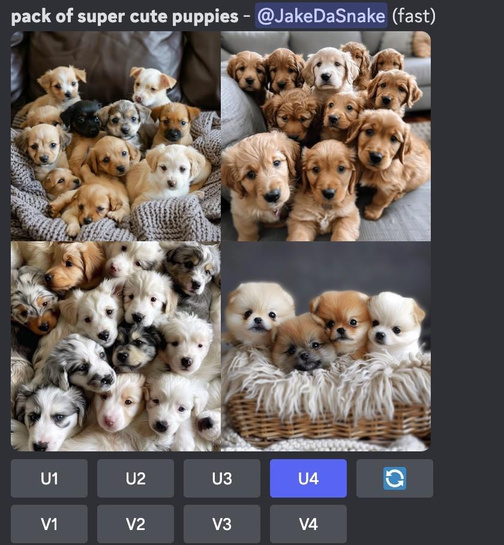 pack of super cute puppies - @JakeDaSnake (fast)
U1 U2 U3 U4
V1 V2 V3 V4